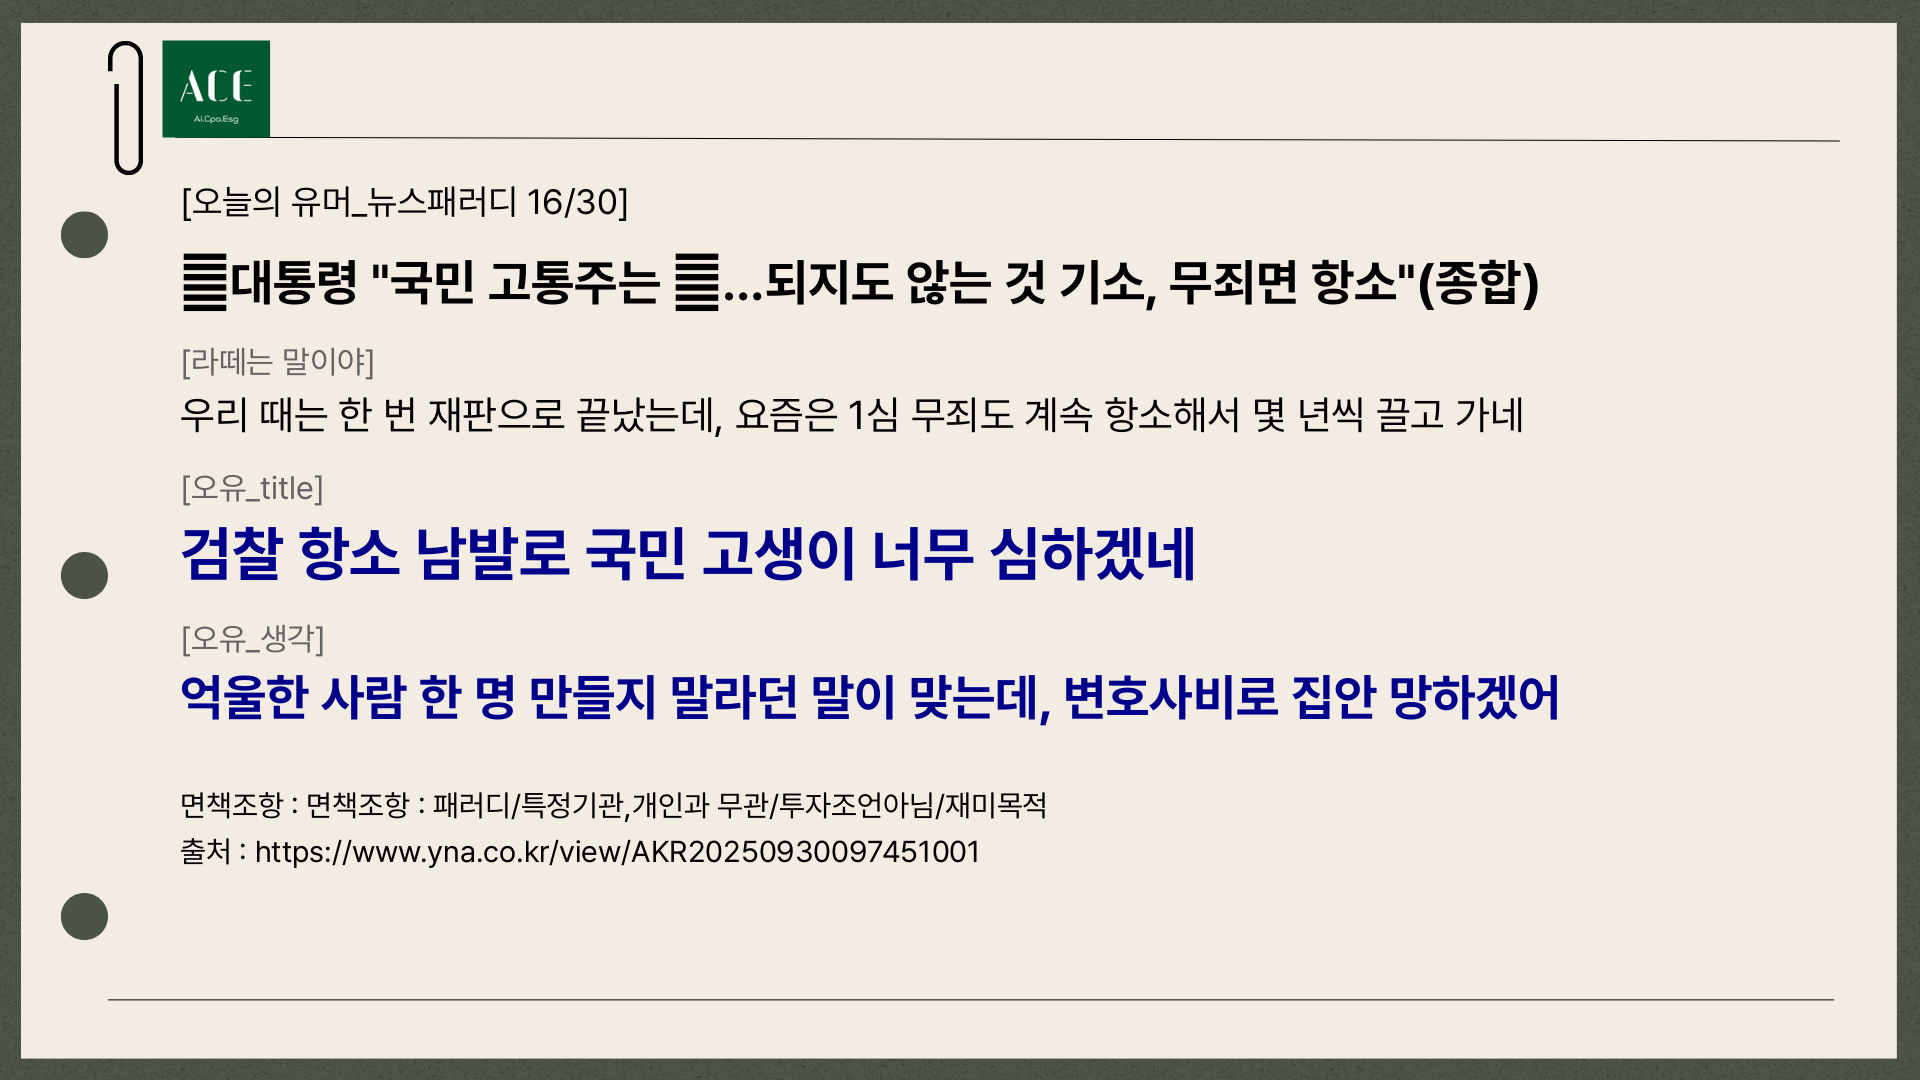 ACE
Ai.Cpa.Esg
[오늘의 유머_뉴스패러디 16/30]
대통령 "국민 고통주는 ...되지도 않는 것 기소, 무죄면 항소"(종합)
[라떼는 말이야]
우리 때는 한 번 재판으로 끝났는데, 요즘은 1심 무죄도 계속 항소해서 몇 년씩 끌고 가네
[오유_title]
검찰 항소 남발로 국민 고생이 너무 심하겠네
[오유_생각]
억울한 사람 한 명 만들지 말라던 말이 맞는데, 변호사비로 집안 망하겠어
면책조항 : 면책조항 : 패러디/특정기관,개인과 무관/투자조언아님/재미목적
출처 : https://www.yna.co.kr/view/AKR20250930097451001